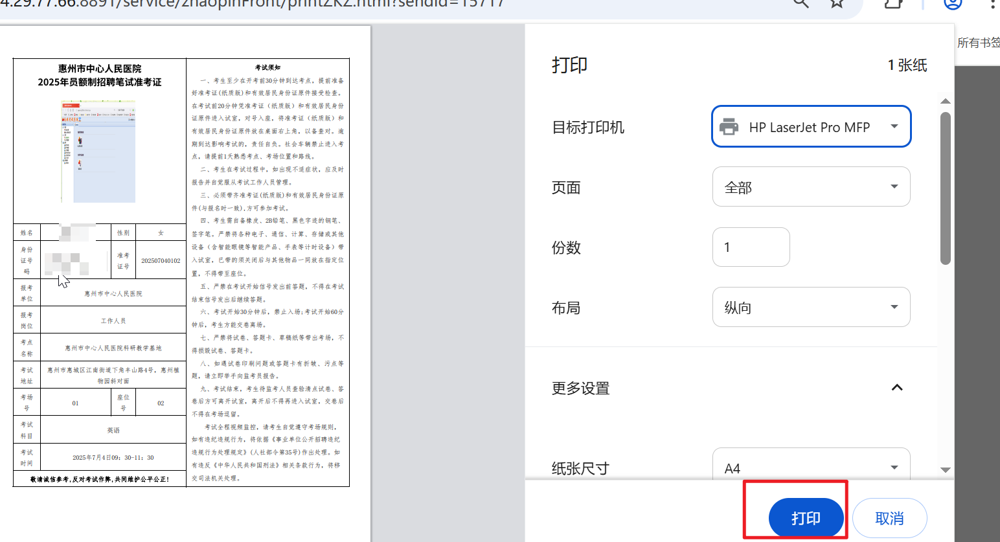 4.29.77.66:8891/service/zhaopinFront/printZKZ.html?sendId=15717
所有书签
惠州市中心人民医院
2025年员额制招聘笔试准考证
姓名
性别
女
身份
证号
码
准考
证号
202507040102
报考
单位
惠州市中心人民医院
报考
岗位
工作人员
考点
名称
惠州市中心人民医院科研教学基地
考试
地址
惠州市惠城区江南街道下角丰山路4号，惠州植
物园斜对面
考场
号
01
座位
号
02
考试
科目
英语
考试
时间
2025年7月4日09：30-11：30
敬请诚信参考,反对考试作弊,共同维护公平公正!
考试须知
一、考生至少在开考前30分钟到达考点，提前准备
好准考证(纸质版)和有效居民身份证原件接受检查。
在考试前20分钟凭准考证（纸质版）和有效居民身份
证原件进入试室，对号入座，将准考证（纸质版）和
有效居民身份证原件放在桌面右上角，以备查对。逾
期到达影响考试的，责任自负。社会车辆禁止进入考
点，请提前1天熟悉考点、考场位置和路线。
二、考生在考试过程中，如出现不适症状，应及时
报告并自觉服从考试工作人员管理。
三、必须带齐准考证(纸质版)和有效居民身份证原
件(与报名时一致),方可参加考试。
四、考生需自备橡皮、2B铅笔、黑色字迹的钢笔、
签字笔。严禁将各种电子、通信、计算、存储或其他
设备（含智能眼镜等智能产品、手表等计时设备）带
入试室，已带的须关闭后与其他物品一同放在指定位
置，不得带至座位。
五、严禁在考试开始信号发出前答题，不得在考试
结束信号发出后继续答题。
六、考试开始30分钟后，禁止入场;考试开始60分
钟后，考生方能交卷离场。
七、严禁将试卷、答题卡、草稿纸等带出考场，不
得损毁试卷、答题卡。
八、如遇试卷印刷问题或答题卡有折皱、污点等
题，请立即举手向监考员报告。
九、考试结束，考生待监考人员查验清点试卷、答
卷后方可离开试室，离开后不得再进入试室，交卷后
不得在考场逗留。
考试全程视频监控，请考生自觉遵守考场规则，
如有违纪违规行为，将依据《事业单位公开招聘违纪
违规行为处理规定》(人社部令第35号)作出处理。如
有违反《中华人民共和国刑法》相关条款行为，将移
交司法机关处理。
打印
1 张纸
目标打印机
HP LaserJet Pro MFP
页面
全部
份数
1
布局
纵向
更多设置
纸张尺寸
A4
打印
取消